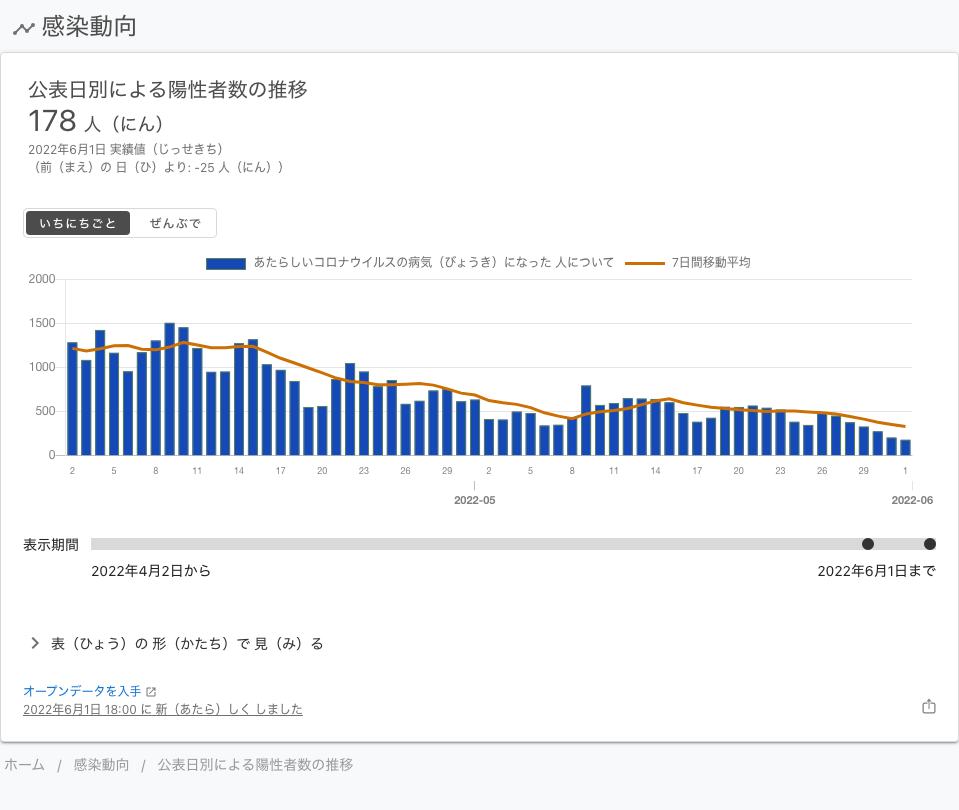 感染動向
公表日別による陽性者数の推移
178 人（にん）
2022年6月1日 実績値（じっせきち）
（前（まえ）の 日（ひ）より: -25 人（にん））
いちにちごと ぜんぶで
あたらしいコロナウイルスの病気（びょうき）になった 人について 7日間移動平均
2000
1500
1000
500
0
2 5 8 11 14 17 20 23 26 29 2 5 8 11 14 17 20 23 26 29 1
2022-05 2022-06
表示期間
2022年4月2日から 2022年6月1日まで
表（ひょう）の 形（かたち）で 見（み）る
オープンデータを入手
2022年6月1日 18:00 に 新（あたら）しく しました
ホーム / 感染動向 / 公表日別による陽性者数の推移